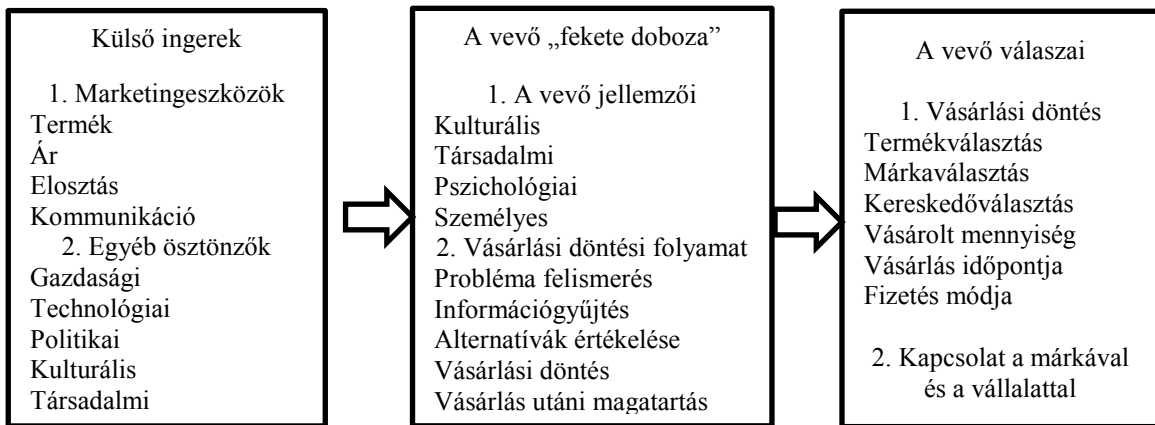 Külső ingerek
1. Marketingeszközök
Termék
Ár
Elosztás
Kommunikáció
2. Egyéb ösztönzők
Gazdasági
Technológiai
Politikai
Kulturális
Társadalmi
A vevő „fekete doboza”
1. A vevő jellemzői
Kulturális
Társadalmi
Pszichológiai
Személyes
2. Vásárlási döntési folyamat
Probléma felismerés
Információgyűjtés
Alternatívák értékelése
Vásárlási döntés
Vásárlás utáni magatartás
A vevő válaszai
1. Vásárlási döntés
Termékválasztás
Márkaválasztás
Kereskedőválasztás
Vásárolt mennyiség
Vásárlás időpontja
Fizetés módja
2. Kapcsolat a márkával
és a vállalattal